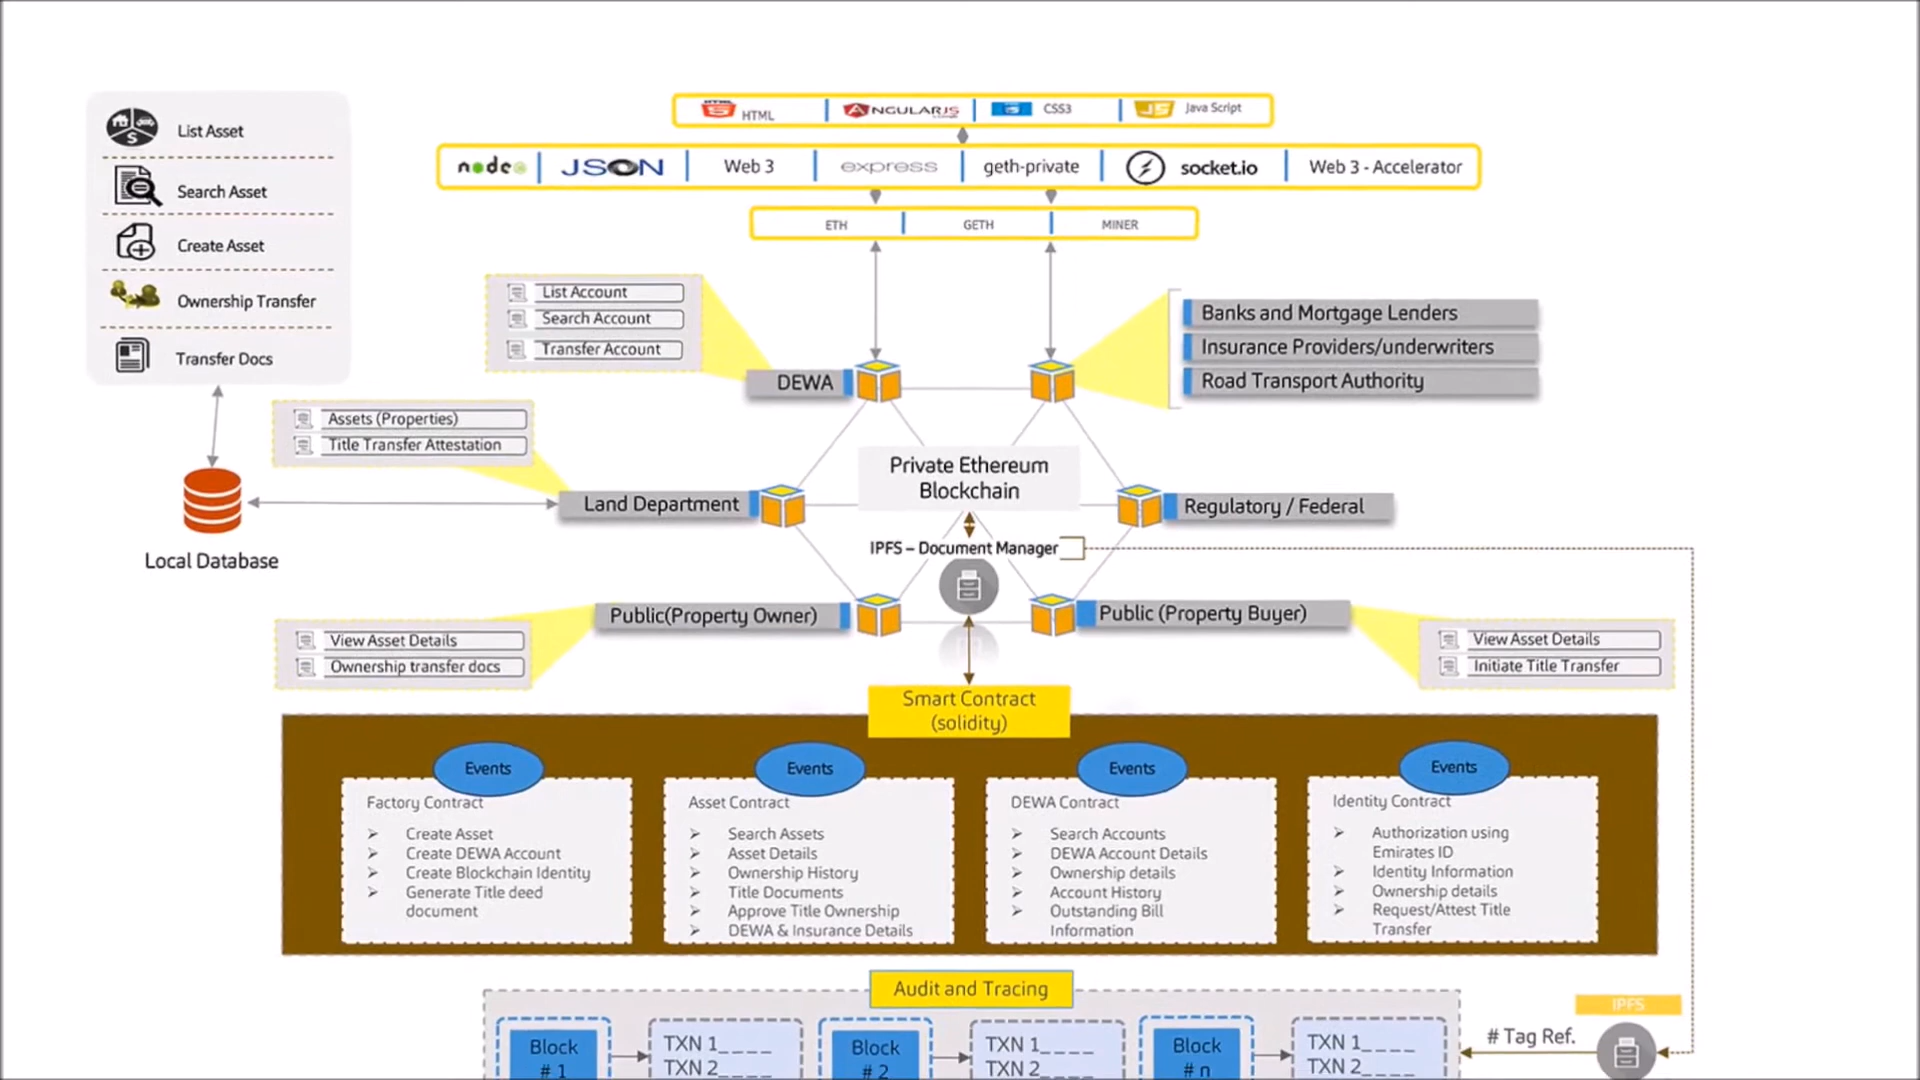 HTML
ANGULARJS
CSS3
JS
Java Script
node
JSON
Web 3
express
geth-private
socket.io
Web 3 - Accelerator
ETH
GETH
MINER
List Asset
Search Asset
Create Asset
Ownership Transfer
Transfer Docs
Local Database
List Account
Search Account
Transfer Account
DEWA
Banks and Mortgage Lenders
Insurance Providers/underwriters
Road Transport Authority
Assets (Properties)
Title Transfer Attestation
Land Department
Private Ethereum
Blockchain
Regulatory / Federal
IPFS – Document Manager
Public(Property Owner)
Public (Property Buyer)
View Asset Details
Ownership transfer docs
View Asset Details
Initiate Title Transfer
Smart Contract
(solidity)
Events
Factory Contract
Create Asset
Create DEWA Account
Create Blockchain Identity
Generate Title deed
document
Events
Asset Contract
Search Assets
Asset Details
Ownership History
Title Documents
Approve Title Ownership
DEWA & Insurance Details
Events
DEWA Contract
Search Accounts
DEWA Account Details
Ownership details
Account History
Outstanding Bill
Information
Events
Identity Contract
Authorization using
Emirates ID
Identity Information
Ownership details
Request/Attest Title
Transfer
Audit and Tracing
Block
# 1
TXN 1_ _ _ _
TXN 2_ _ _ _
Block
# 2
TXN 1_ _ _ _
TXN 2_ _ _ _
Block
# n
TXN 1_ _ _ _
TXN 2_ _ _ _
# Tag Ref.
IPFS